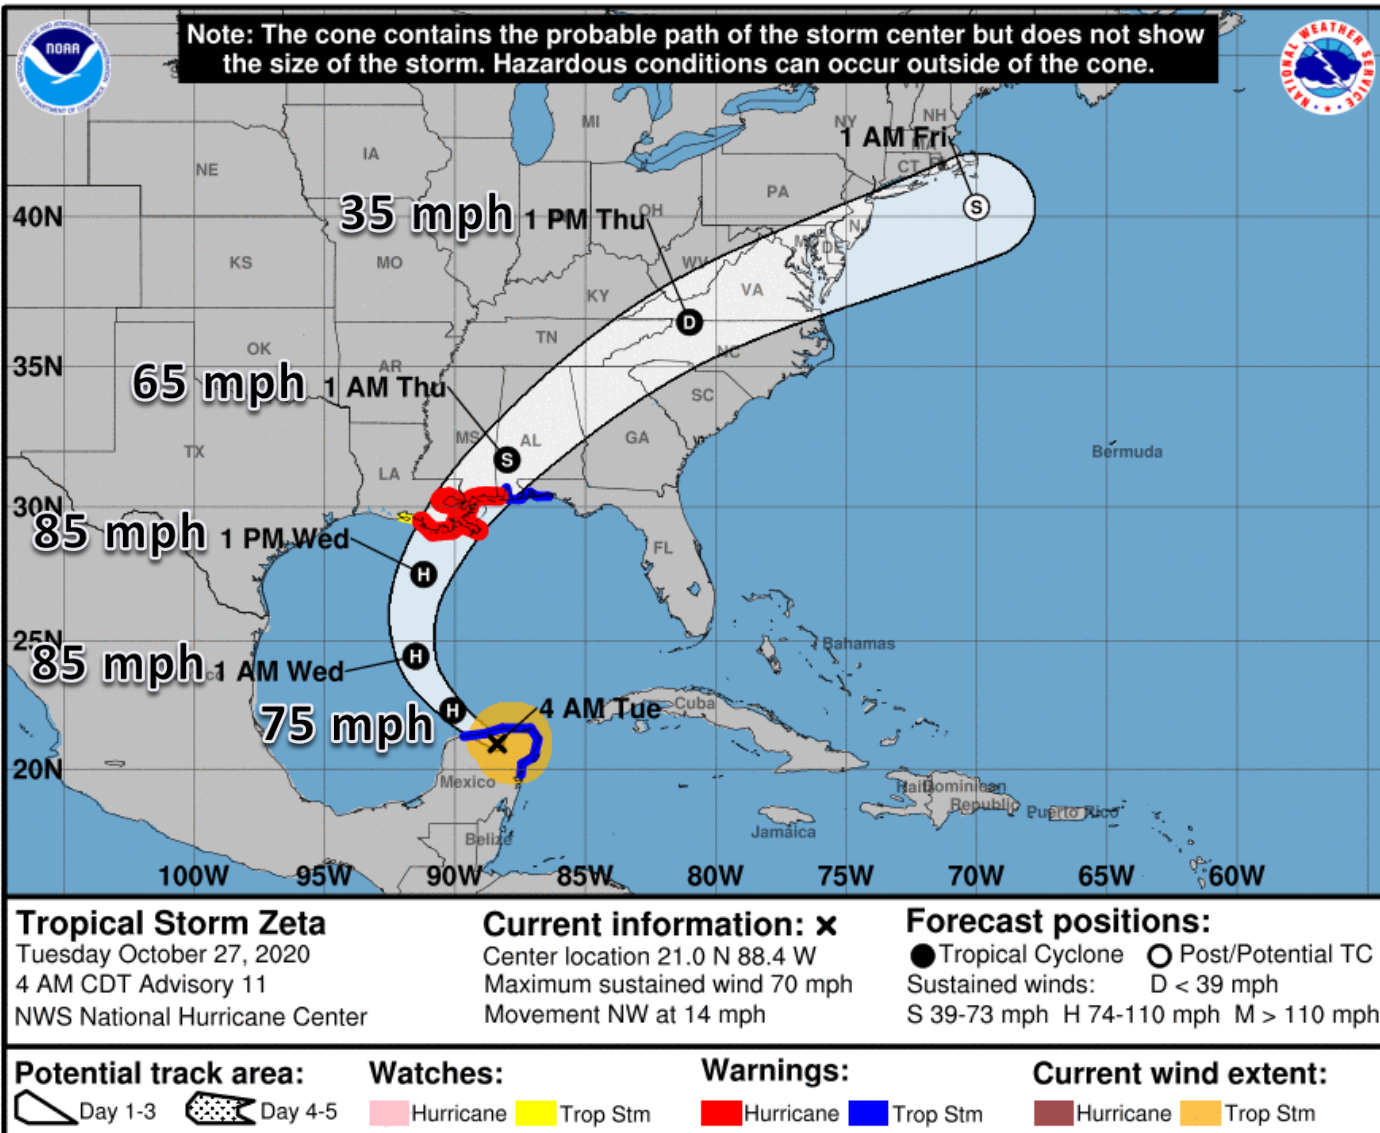 Note: The cone contains the probable path of the storm center but does not show
the size of the storm. Hazardous conditions can occur outside of the cone.
NOAA
NATIONAL WEATHER SERVICE
MI
NY
VT
NH
1 AM Fri
MA
CT
RI
IA
NE
PA
OH
40N
35 mph 1 PM Thu
S
N
DE
KS
MO
WV
KY
VA
D
TN
NC
OK
AR
35N
65 mph 1 AM Thu
SC
MS
AL
GA
TX
LA
S
Bermuda
30N
85 mph 1 PM Wed
FL
H
25N
85 mph 1 AM Wed
H
Bahamas
75 mph
H
4 AM Tue
Cuba
20N
Mexico
Haiti
Dominican
Republic
Puerto Rico
Jamaica
Belize
100W 95W 90W 85W 80W 75W 70W 65W 60W
Tropical Storm Zeta
Tuesday October 27, 2020
4 AM CDT Advisory 11
NWS National Hurricane Center
Current information: x
Center location 21.0 N 88.4 W
Maximum sustained wind 70 mph
Movement NW at 14 mph
Forecast positions:
Tropical Cyclone Post/Potential TC
Sustained winds: D < 39 mph
S 39-73 mph H 74-110 mph M > 110 mph
Potential track area:
Day 1-3 Day 4-5
Watches:
Hurricane Trop Stm
Warnings:
Hurricane Trop Stm
Current wind extent:
Hurricane Trop Stm